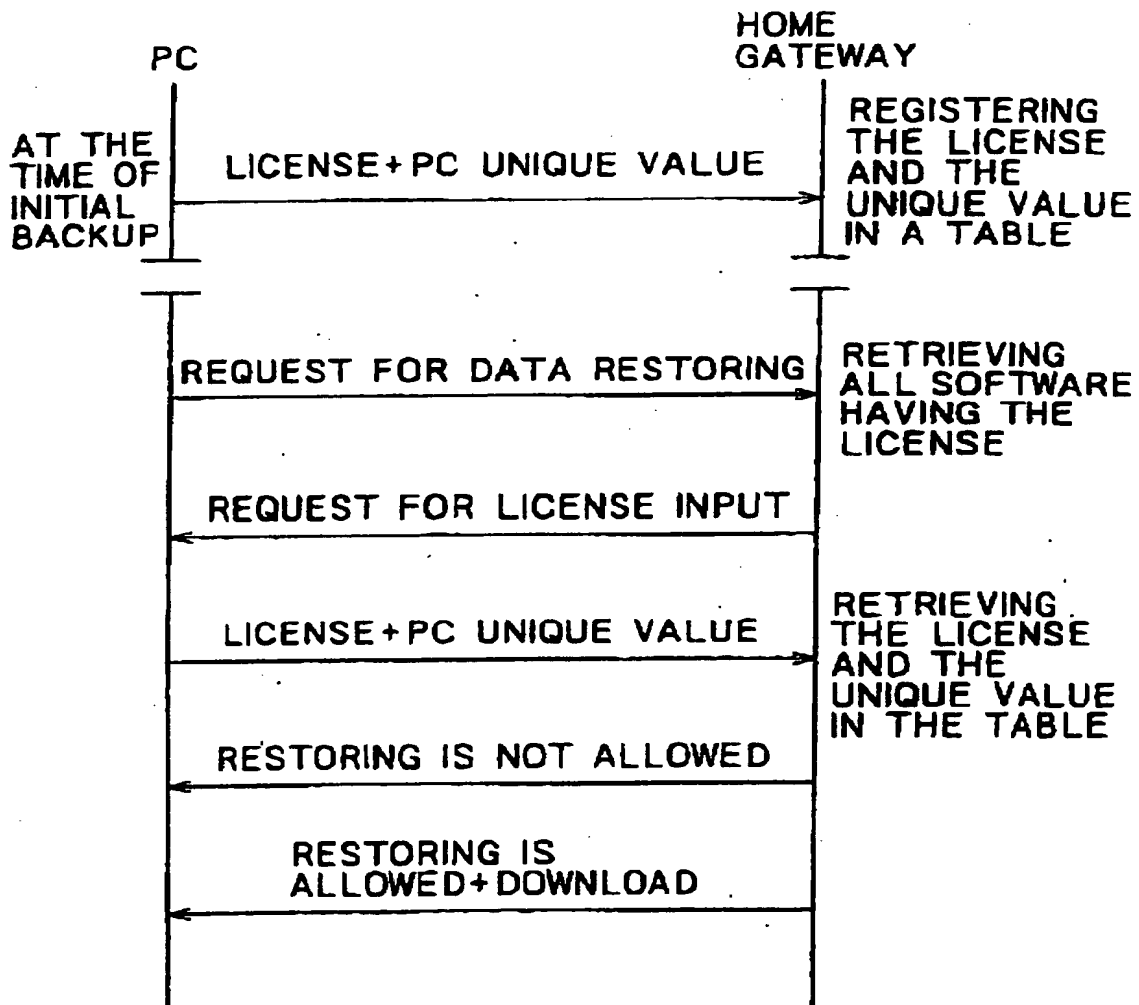 PC
HOME
GATEWAY
AT THE
TIME OF
INITIAL
BACKUP
LICENSE+PC UNIQUE VALUE
REGISTERING
THE LICENSE
AND THE
UNIQUE VALUE
IN A TABLE
REQUEST FOR DATA RESTORING
RETRIEVING
ALL SOFTWARE
HAVING THE
LICENSE
REQUEST FOR LICENSE INPUT
LICENSE+PC UNIQUE VALUE
RETRIEVING
THE LICENSE
AND THE
UNIQUE VALUE
IN THE TABLE
RESTORING IS NOT ALLOWED
RESTORING IS
ALLOWED+DOWNLOAD